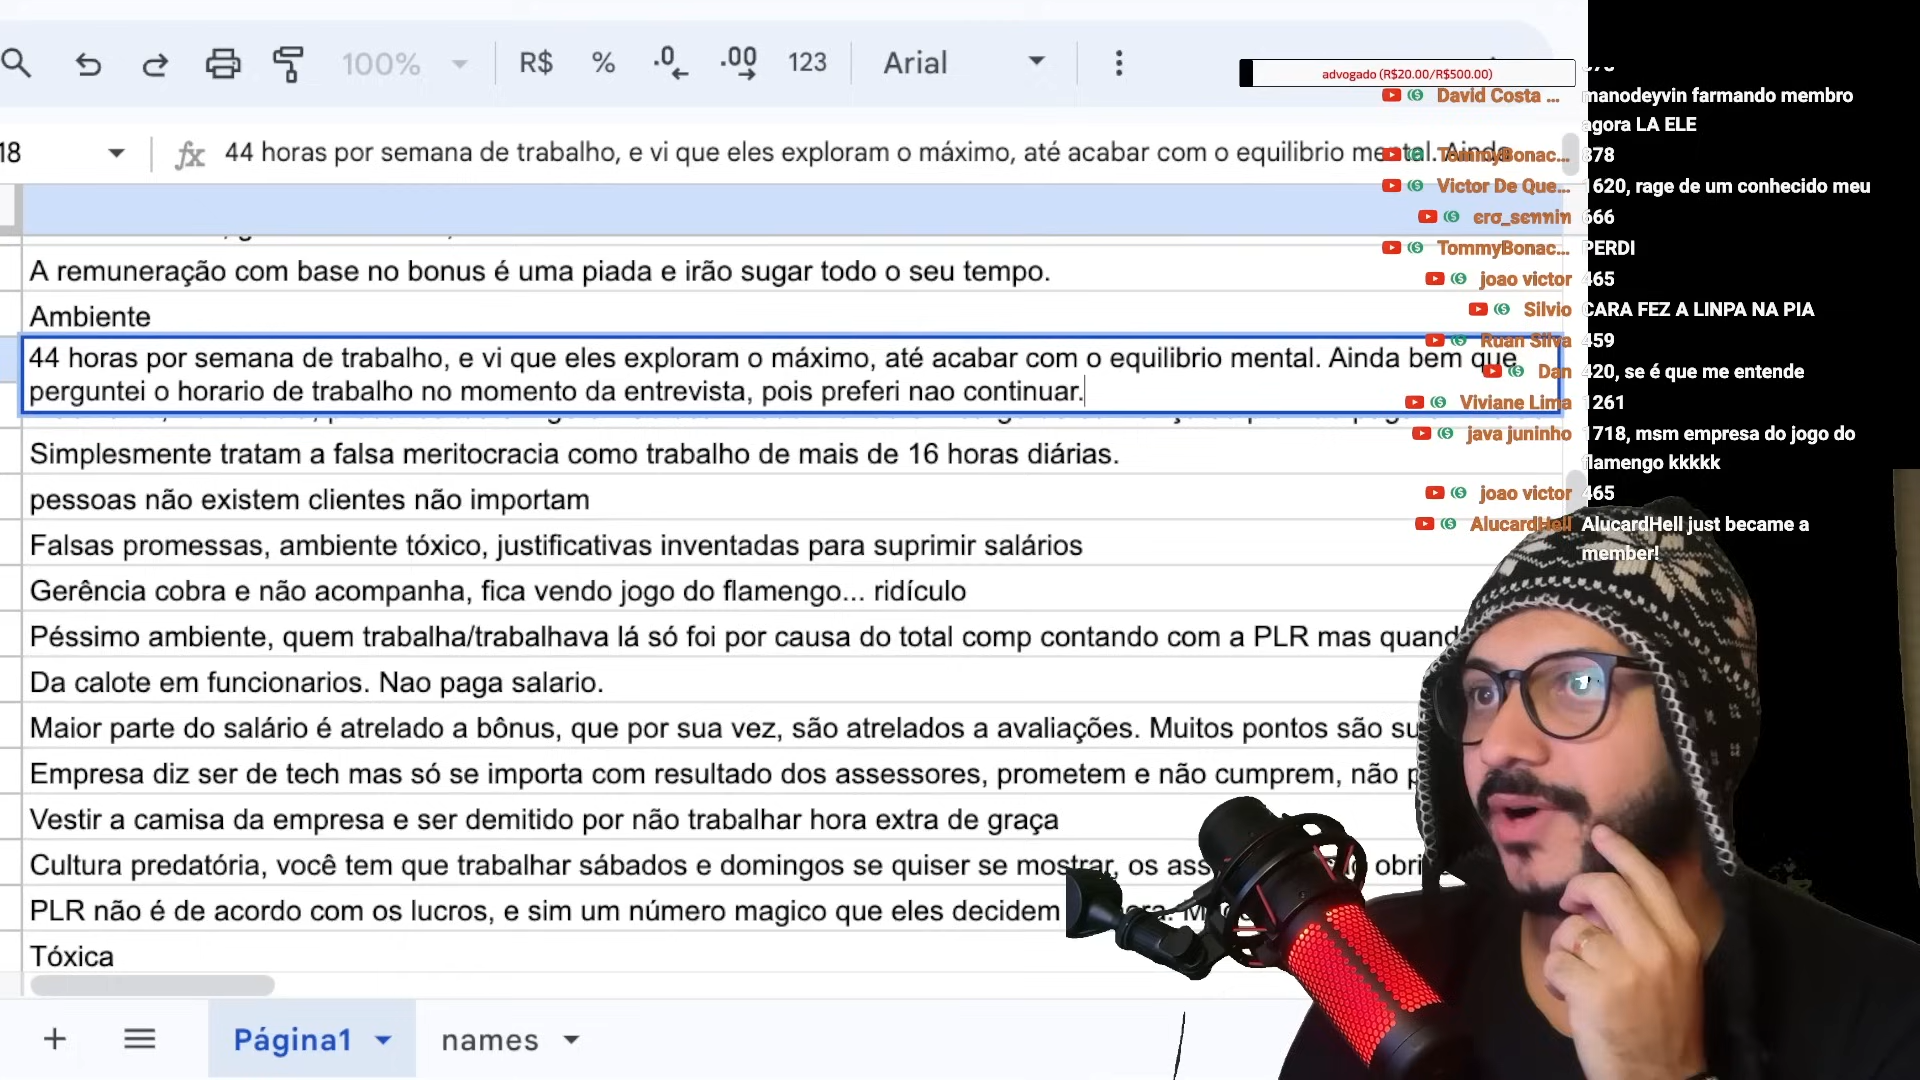 100%
R$
%
.0
.00
123
Arial
advogado (R$20.00/R$500.00)
18
fx
44 horas por semana de trabalho, e vi que eles exploram o máximo, até acabar com o equilibrio mental. Ainda
A remuneração com base no bonus é uma piada e irão sugar todo o seu tempo.
Ambiente
44 horas por semana de trabalho, e vi que eles exploram o máximo, até acabar com o equilibrio mental. Ainda bem que
perguntei o horario de trabalho no momento da entrevista, pois preferi nao continuar.
Simplesmente tratam a falsa meritocracia como trabalho de mais de 16 horas diárias.
pessoas não existem clientes não importam
Falsas promessas, ambiente tóxico, justificativas inventadas para suprimir salários
Gerência cobra e não acompanha, fica vendo jogo do flamengo... ridículo
Péssimo ambiente, quem trabalha/trabalhava lá só foi por causa do total comp contando com a PLR mas quand
Da calote em funcionarios. Nao paga salario.
Maior parte do salário é atrelado a bônus, que por sua vez, são atrelados a avaliações. Muitos pontos são su
Empresa diz ser de tech mas só se importa com resultado dos assessores, prometem e não cumprem, não p
Vestir a camisa da empresa e ser demitido por não trabalhar hora extra de graça
Cultura predatória, você tem que trabalhar sábados e domingos se quiser se mostrar, os ass obri
PLR não é de acordo com os lucros, e sim um número magico que eles decidem
Tóxica
Página1
names
David Costa ... manodeyvin farmando membro
agora LA ELE
TommyBonac... 878
Victor De Que... 1620, rage de um conhecido meu
ero_sennin 666
TommyBonac... PERDI
joao victor 465
Silvio CARA FEZ A LINPA NA PIA
Ruan Silva 459
Dan 420, se é que me entende
Viviane Lima 1261
java juninho 1718, msm empresa do jogo do
flamengo kkkkk
joao victor 465
AlucardHell AlucardHell just became a
member!